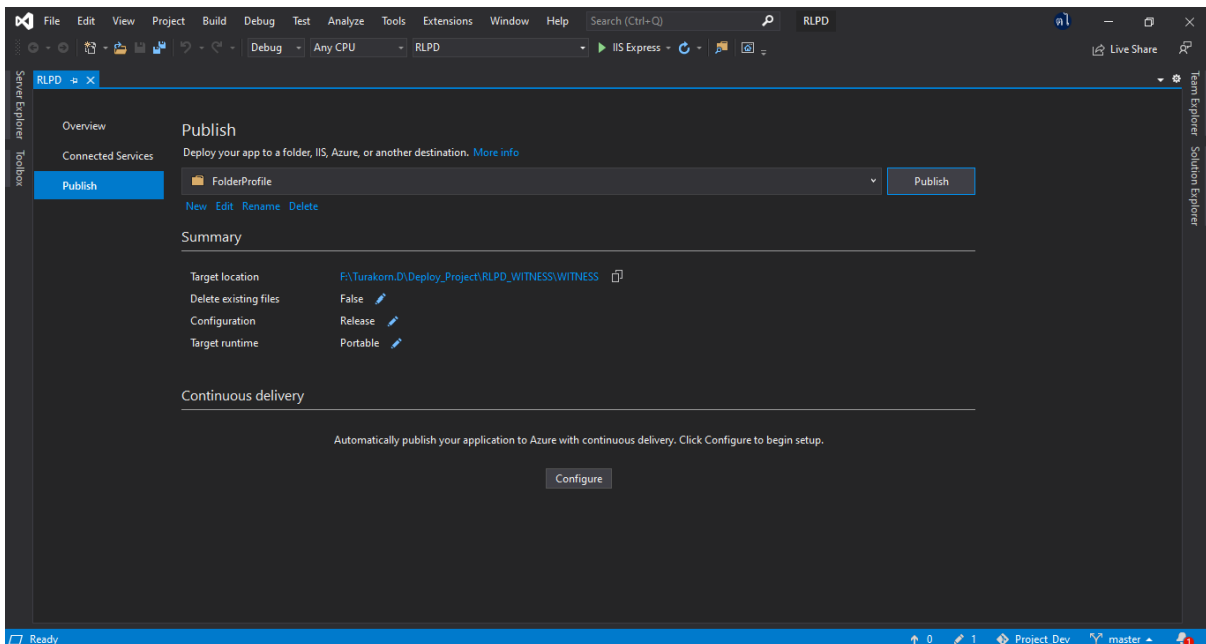 File Edit View Project Build Debug Test Analyze Tools Extensions Window Help Search (Ctrl+Q) RLPD
Debug Any CPU RLPD IIS Express Live Share
RLPD
Server Explorer
Toolbox
Team Explorer
Solution Explorer
Overview
Connected Services
Publish
Publish
Deploy your app to a folder, IIS, Azure, or another destination. More info
FolderProfile Publish
New Edit Rename Delete
Summary
Target location F:\Turakorn.D\Deploy_Project\RLPD_WITNESS\WITNESS
Delete existing files False
Configuration Release
Target runtime Portable
Continuous delivery
Automatically publish your application to Azure with continuous delivery. Click Configure to begin setup.
Configure
Ready 0 1 Project Dev master